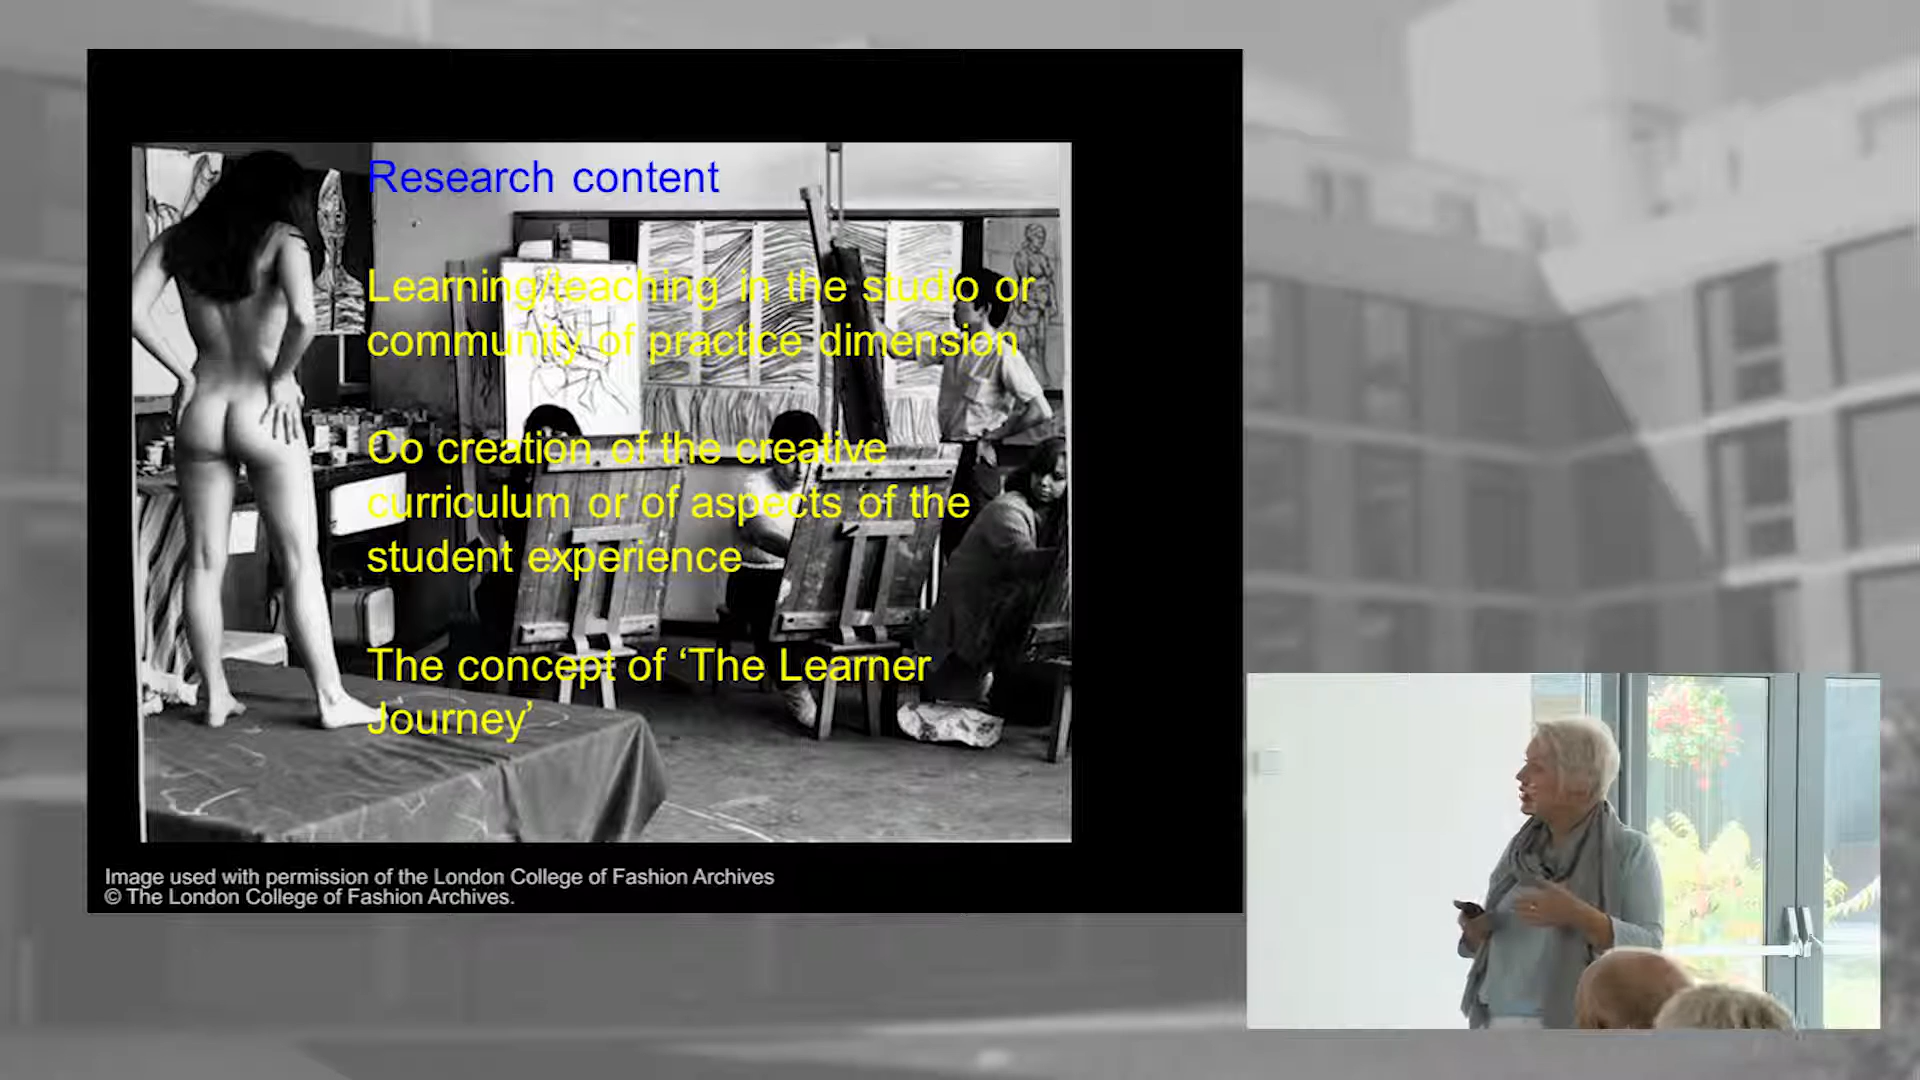 Research content
Learning/teaching in the studio or
community of practice dimension
Co creation of the creative
curriculum or of aspects of the
student experience
The concept of ‘The Learner
Journey’
Image used with permission of the London College of Fashion Archives
© The London College of Fashion Archives.